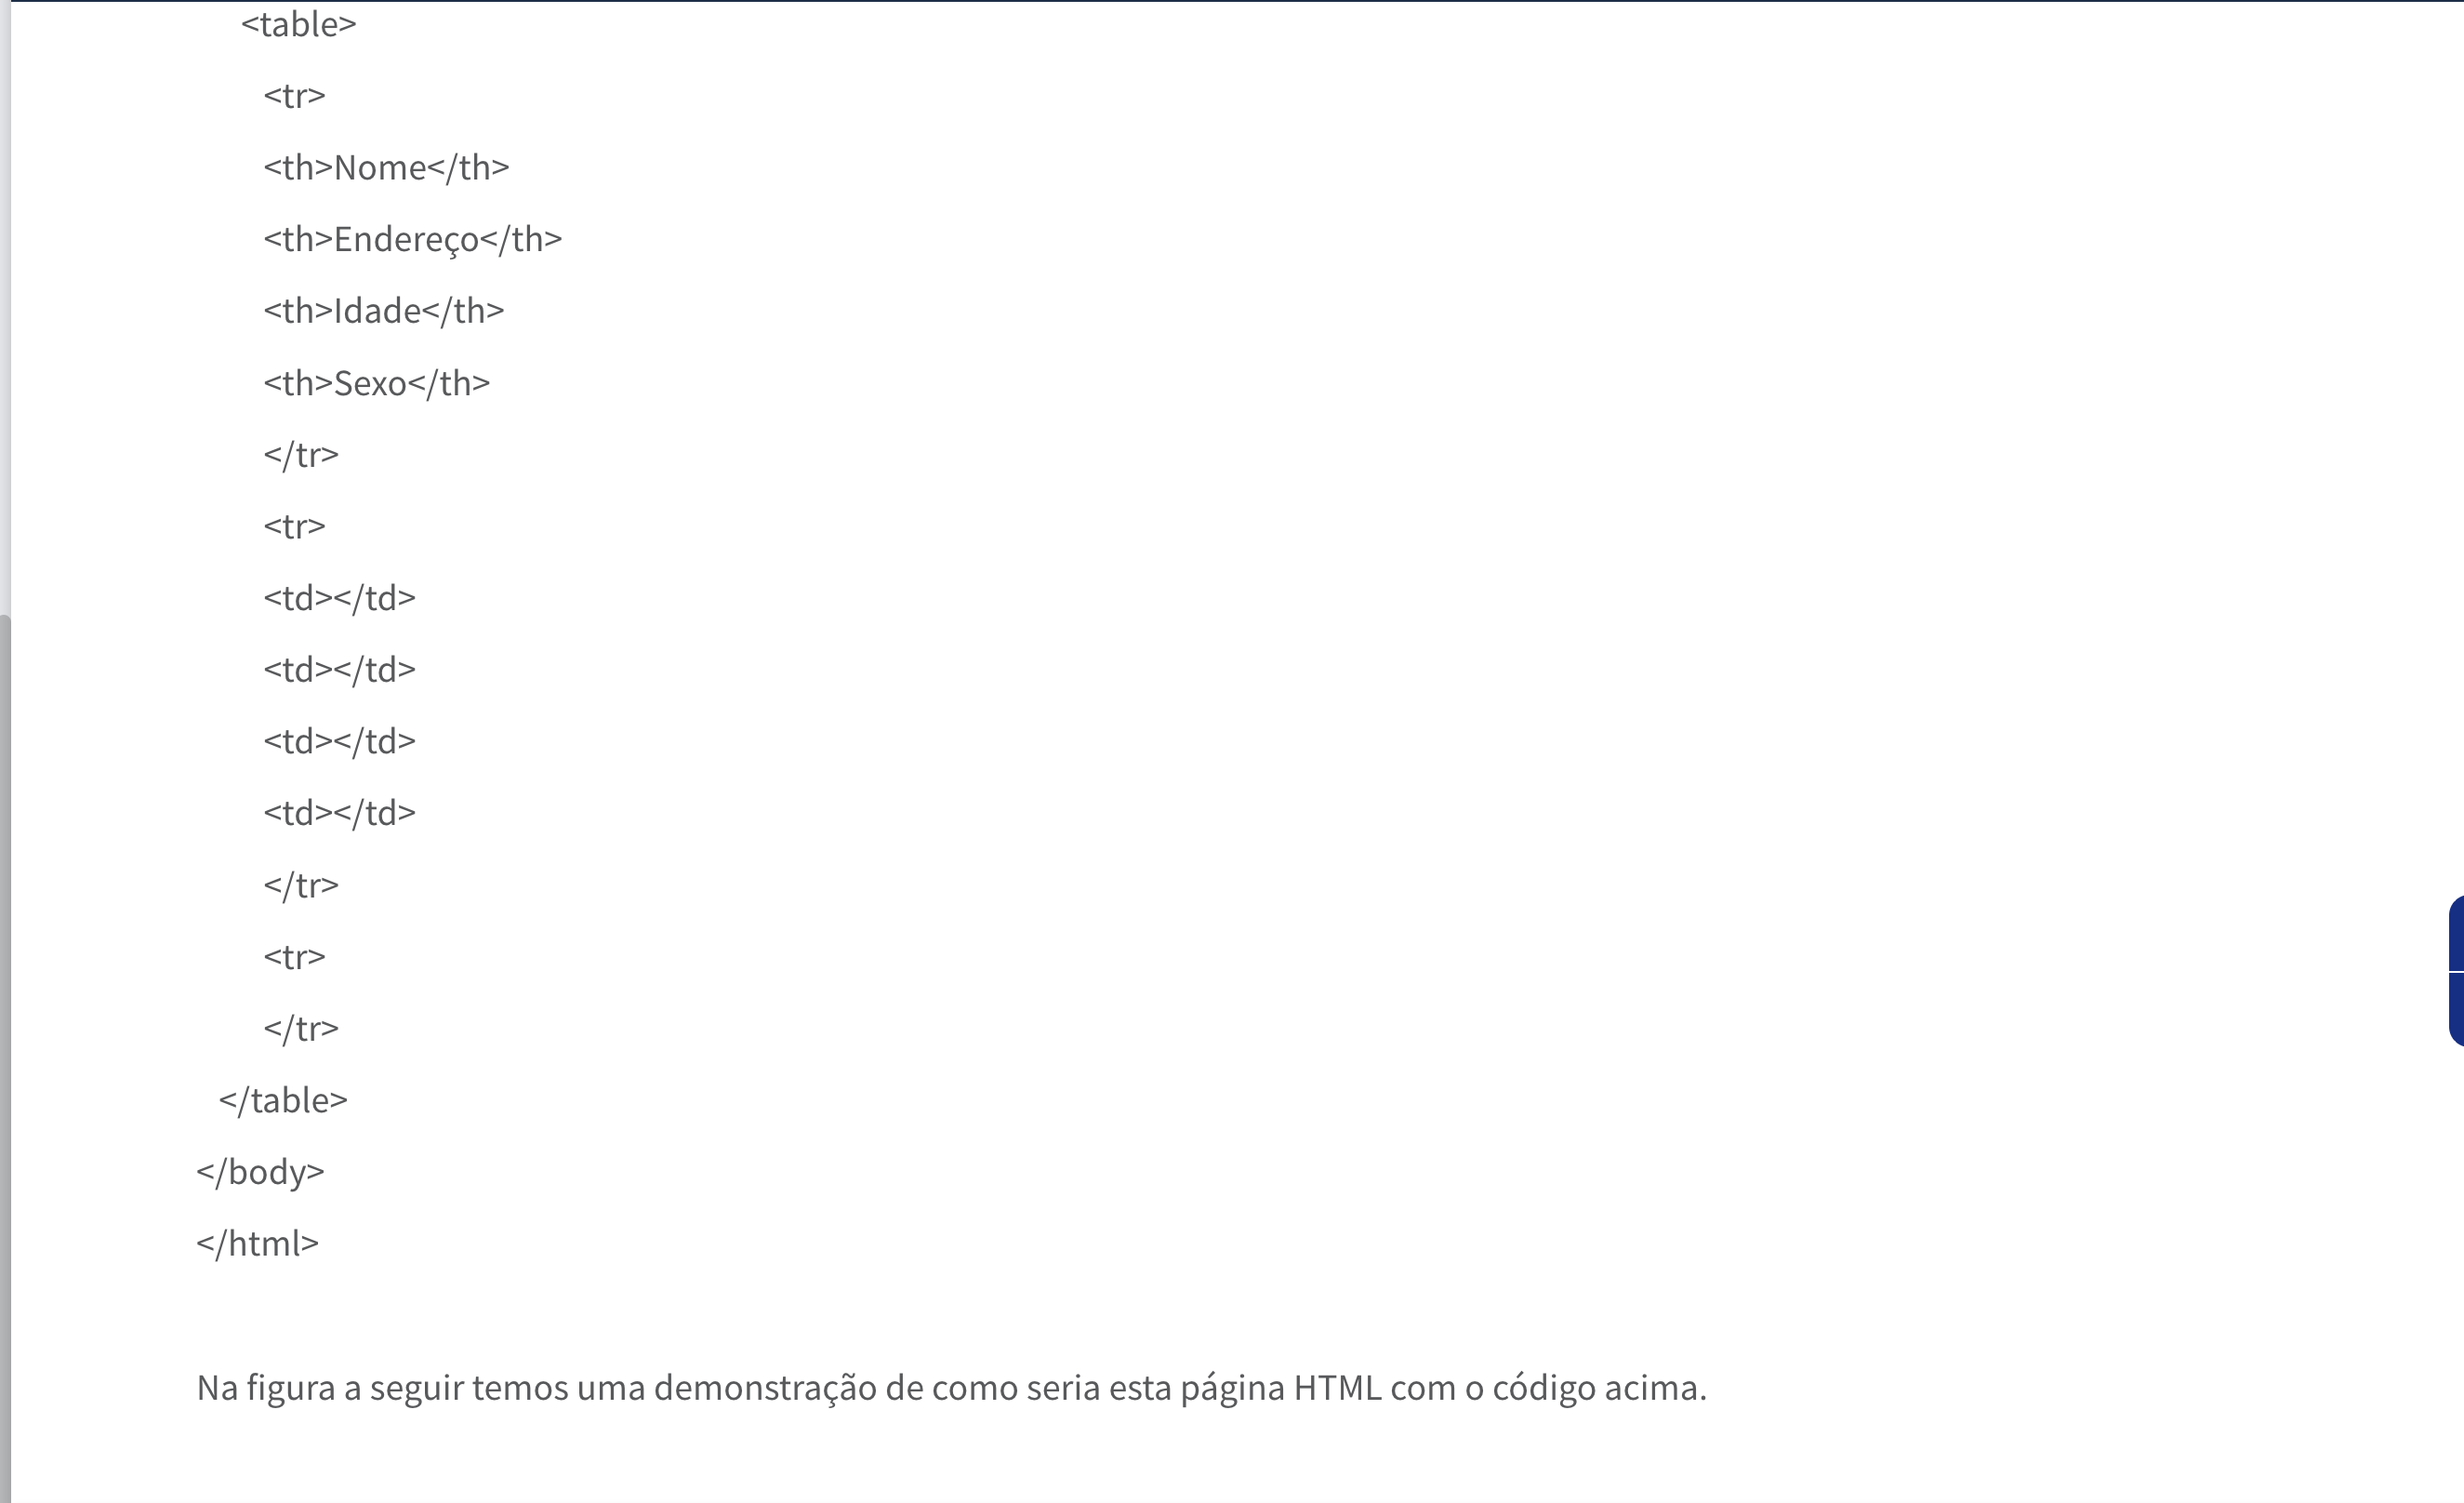 <table>
<tr>
<th>Nome</th>
<th>Endereço</th>
<th>Idade</th>
<th>Sexo</th>
</tr>
<tr>
<td></td>
<td></td>
<td></td>
<td></td>
</tr>
<tr>
</tr>
</table>
</body>
</html>
Na figura a seguir temos uma demonstração de como seria esta página HTML com o código acima.